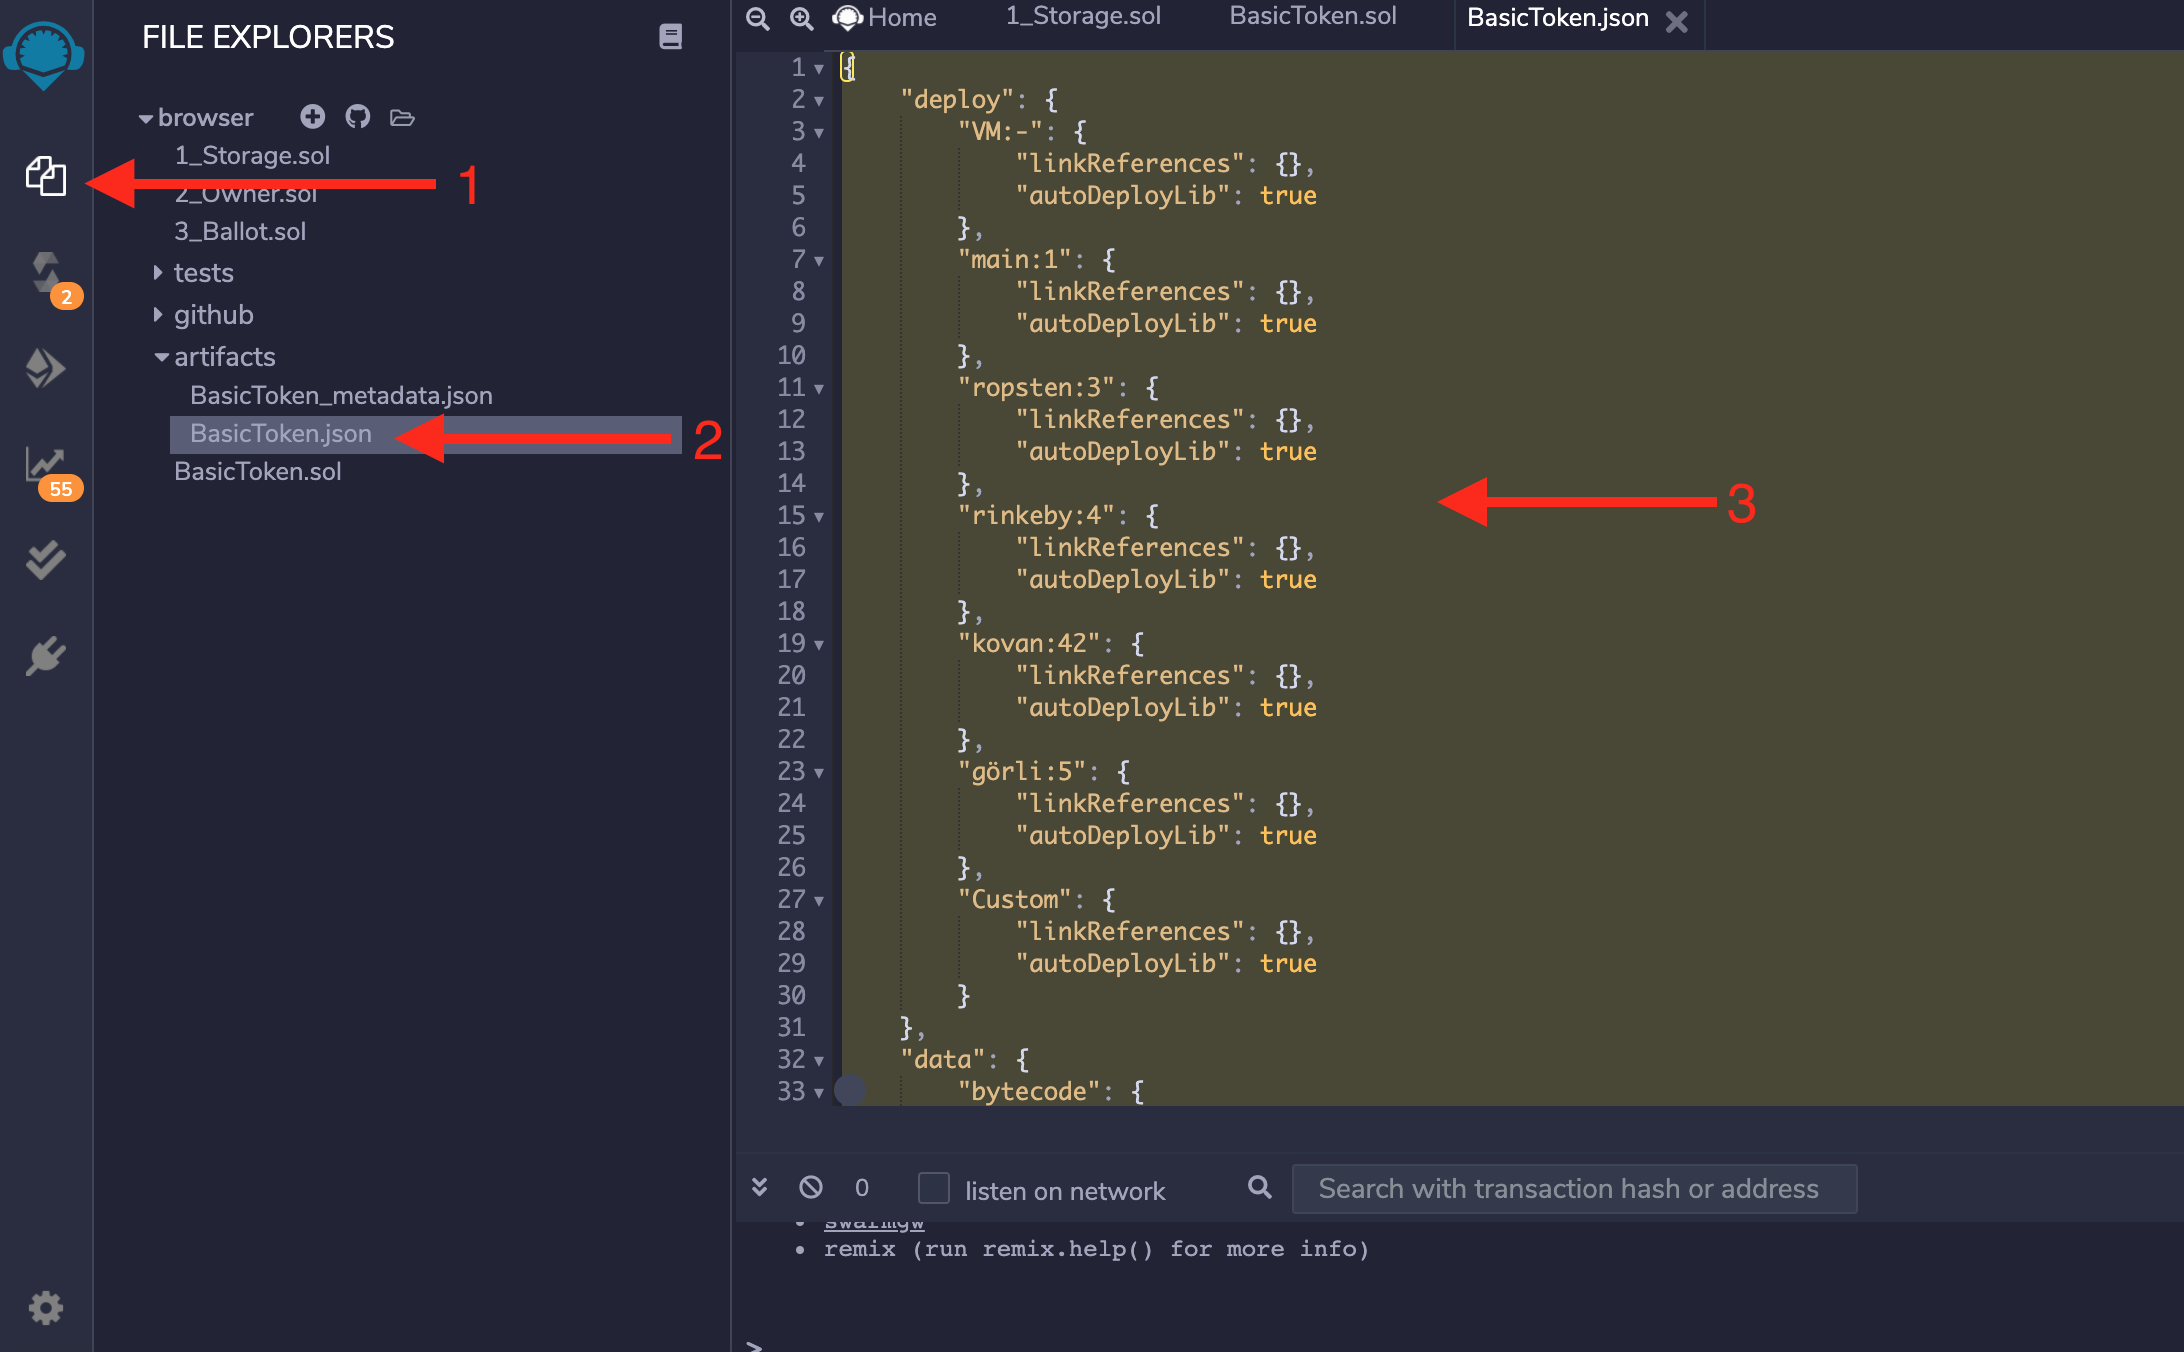 FILE EXPLORERS
browser
1_Storage.sol
2_Owner.sol
3_Ballot.sol
tests
github
artifacts
BasicToken_metadata.json
BasicToken.json
BasicToken.sol
1
2
3
2
55
Home 1_Storage.sol BasicToken.sol BasicToken.json
1 {
2 "deploy": {
3 "VM:-": {
4 "linkReferences": {},
5 "autoDeployLib": true
6 },
7 "main:1": {
8 "linkReferences": {},
9 "autoDeployLib": true
10 },
11 "ropsten:3": {
12 "linkReferences": {},
13 "autoDeployLib": true
14 },
15 "rinkeby:4": {
16 "linkReferences": {},
17 "autoDeployLib": true
18 },
19 "kovan:42": {
20 "linkReferences": {},
21 "autoDeployLib": true
22 },
23 "görli:5": {
24 "linkReferences": {},
25 "autoDeployLib": true
26 },
27 "Custom": {
28 "linkReferences": {},
29 "autoDeployLib": true
30 }
31 },
32 "data": {
33 "bytecode": {
0 listen on network Search with transaction hash or address
• swarmgw
• remix (run remix.help() for more info)
>